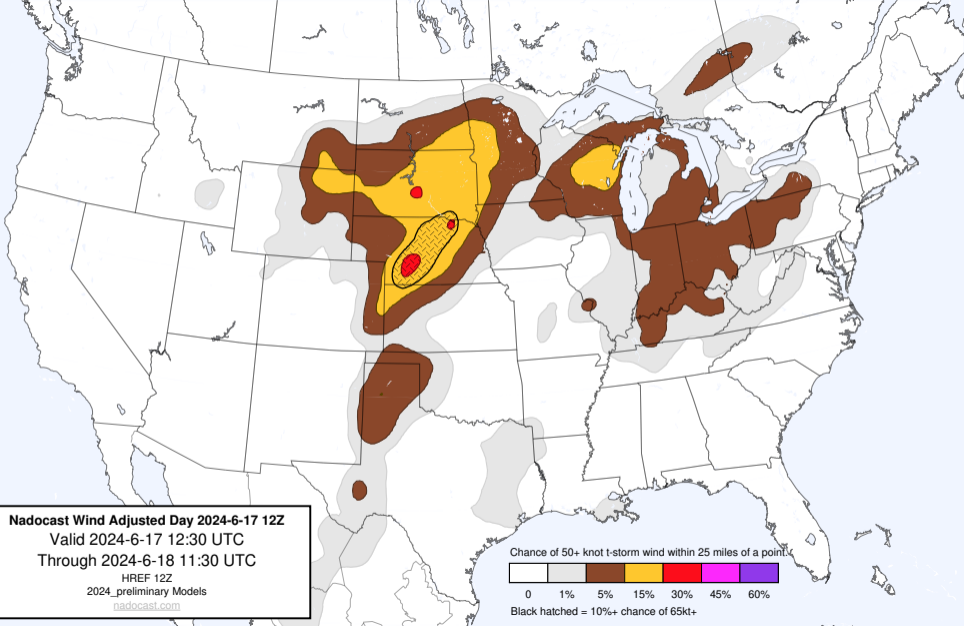 Nadocast Wind Adjusted Day 2024-6-17 12Z
Valid 2024-6-17 12:30 UTC
Through 2024-6-18 11:30 UTC
HREF 12Z
2024_preliminary Models
nadocast.com
Chance of 50+ knot t-storm wind within 25 miles of a point.
0 1% 5% 15% 30% 45% 60%
Black hatched = 10%+ chance of 65kt+